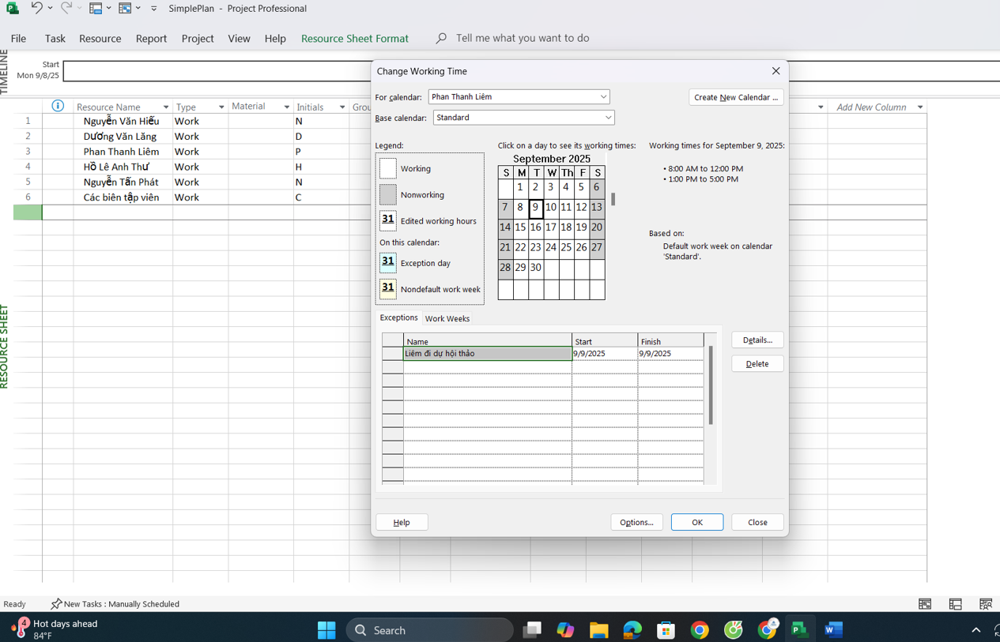 SimplePlan - Project Professional
File Task Resource Report Project View Help Resource Sheet Format Tell me what you want to do
TIMELINE
Start
Mon 9/8/25
Resource Name Type Material Initials Grou Add New Column
1 Nguyễn Văn Hiếu Work N
2 Dương Văn Lăng Work D
3 Phan Thanh Liêm Work P
4 Hồ Lê Anh Thư Work H
5 Nguyễn Tấn Phát Work N
6 Các biên tập viên Work C
RESOURCE SHEET
Change Working Time
For calendar: Phan Thanh Liêm Create New Calendar ...
Base calendar: Standard
Legend:
Working
Nonworking
31 Edited working hours
On this calendar:
31 Exception day
31 Nondefault work week
Click on a day to see its working times:
September 2025
S M T W Th F S
1 2 3 4 5 6
7 8 9 10 11 12 13
14 15 16 17 18 19 20
21 22 23 24 25 26 27
28 29 30
Working times for September 9, 2025:
• 8:00 AM to 12:00 PM
• 1:00 PM to 5:00 PM
Based on:
Default work week on calendar
'Standard'.
Exceptions Work Weeks
Name Start Finish
Liêm đi dự hội thảo 9/9/2025 9/9/2025
Details...
Delete
Help Options... OK Close
Ready New Tasks : Manually Scheduled
4
Hot days ahead
84°F
Search